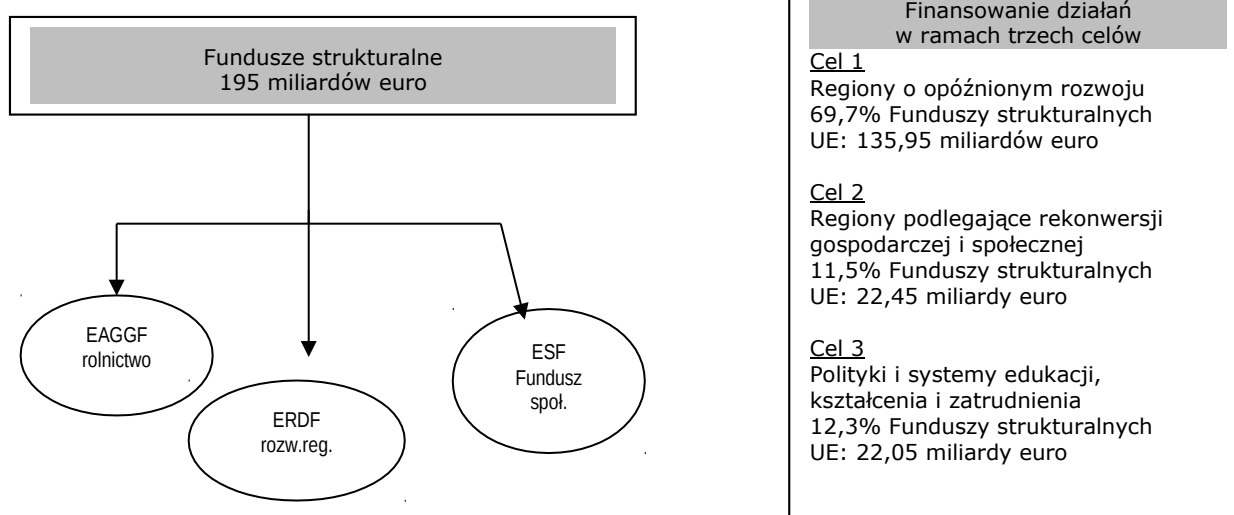 Fundusze strukturalne
195 miliardów euro
EAGGF
rolnictwo
ERDF
rozw.reg.
ESF
Fundusz
społ.
Finansowanie działań
w ramach trzech celów
Cel 1
Regiony o opóźnionym rozwoju
69,7% Funduszy strukturalnych
UE: 135,95 miliardów euro
Cel 2
Regiony podlegające rekonwersji
gospodarczej i społecznej
11,5% Funduszy strukturalnych
UE: 22,45 miliardy euro
Cel 3
Polityki i systemy edukacji,
kształcenia i zatrudnienia
12,3% Funduszy strukturalnych
UE: 22,05 miliardy euro